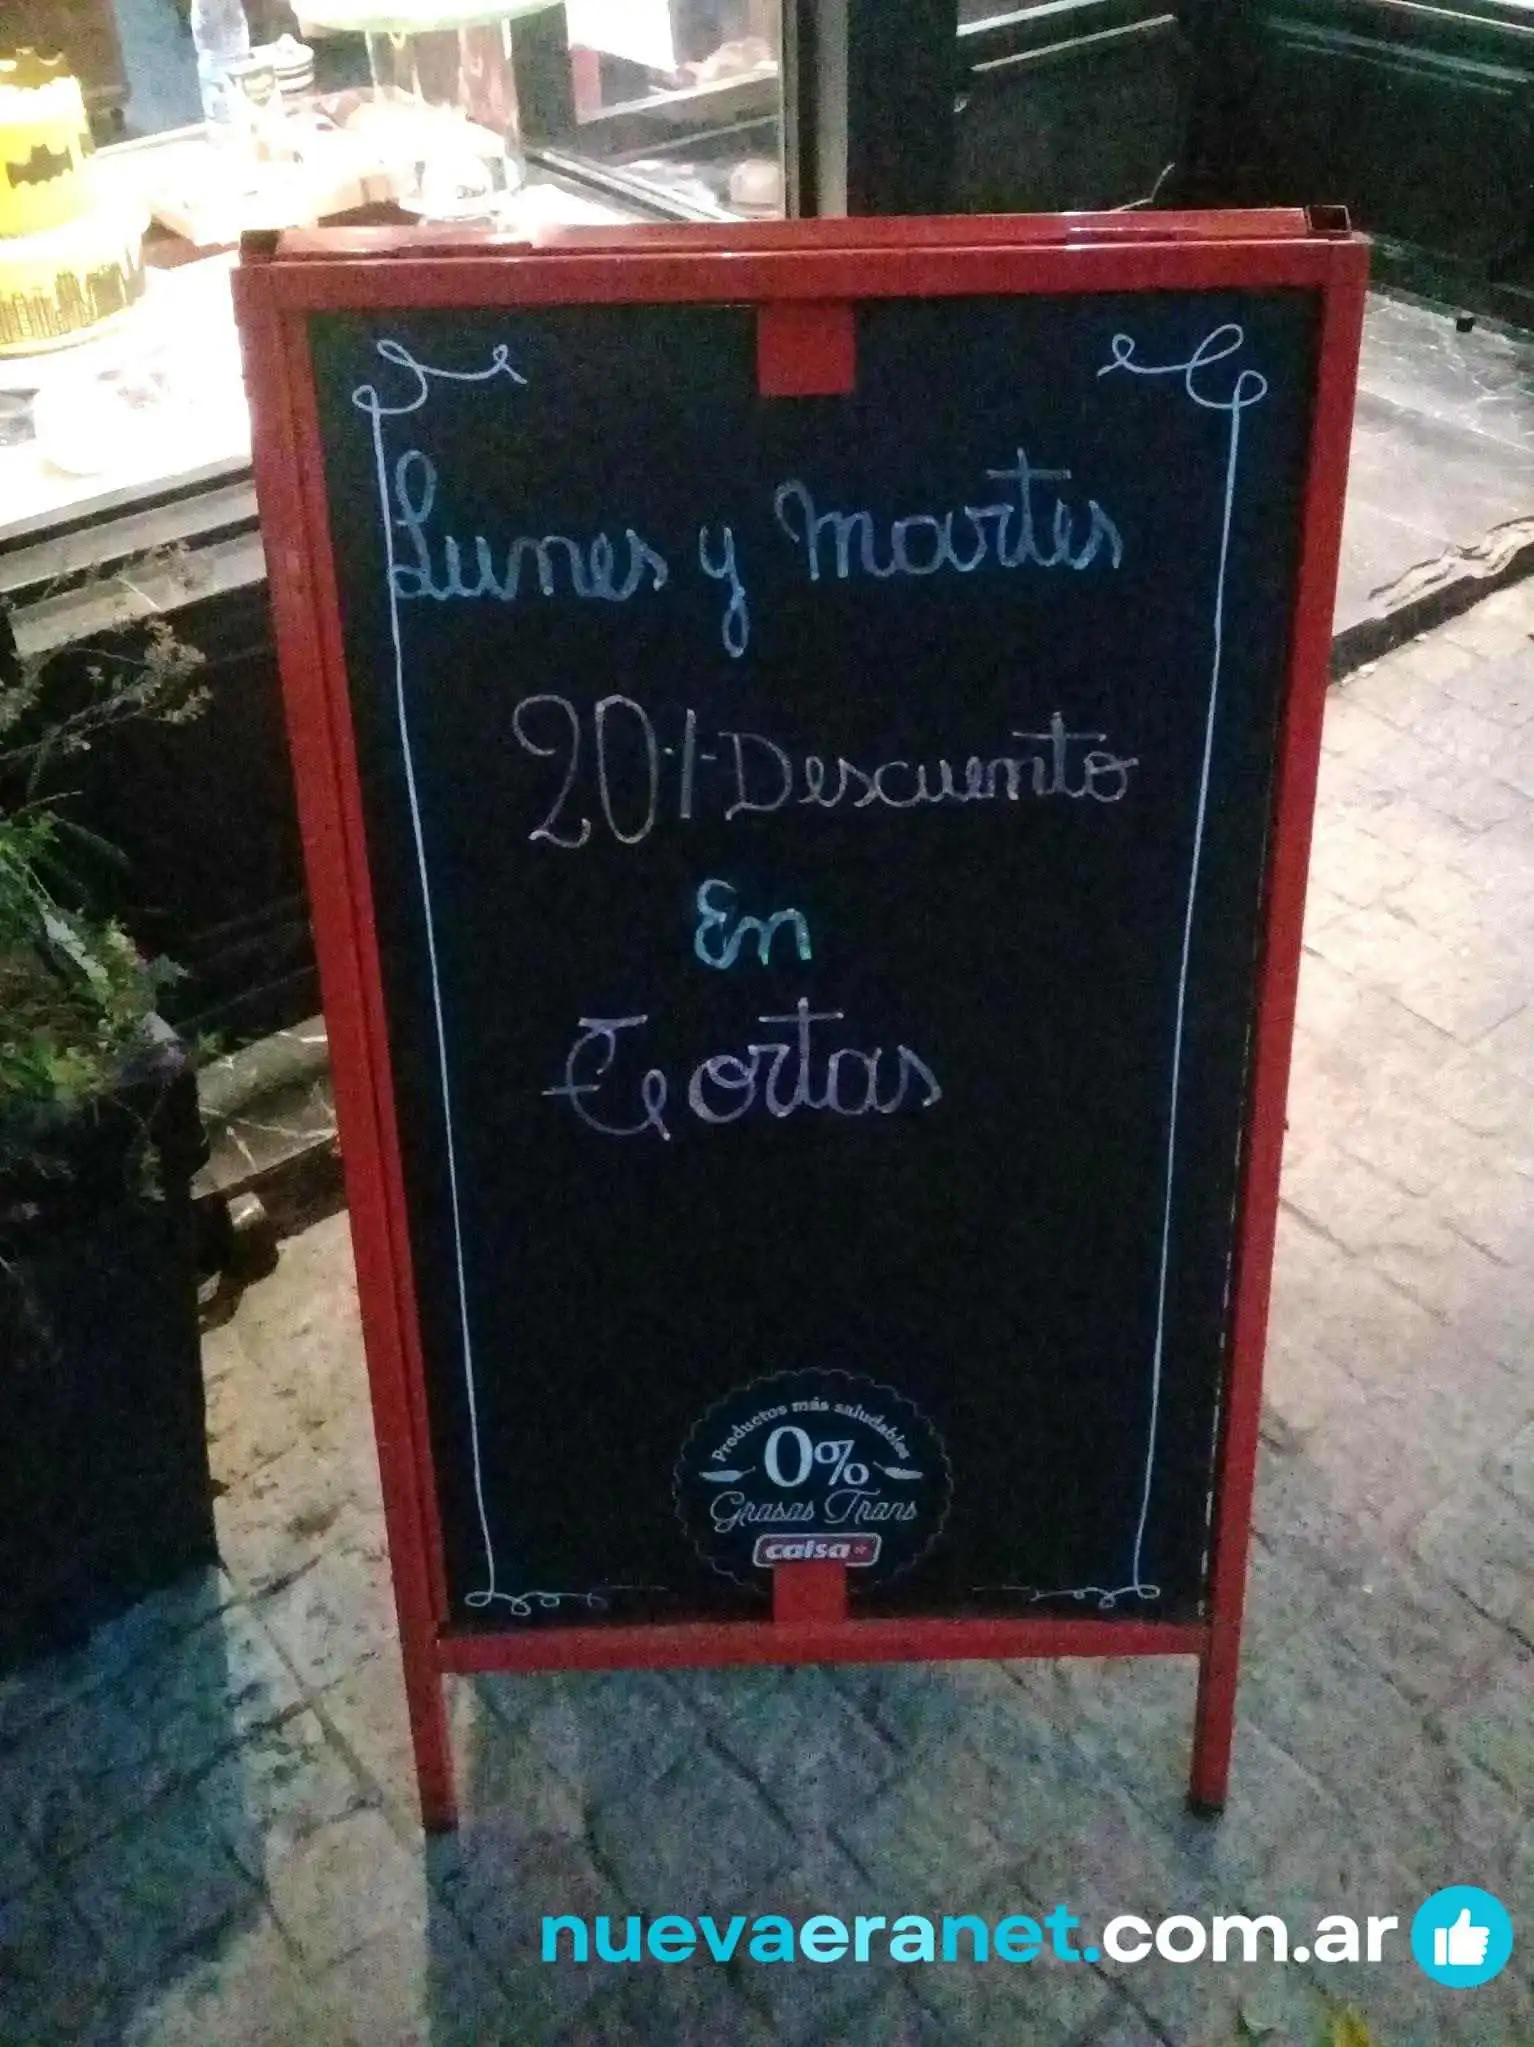 Lunes y Martes
20% Descuento
En
Tortas
Productos más saludables
0%
Grasas Trans
calsa
nuevaeranet.com.ar